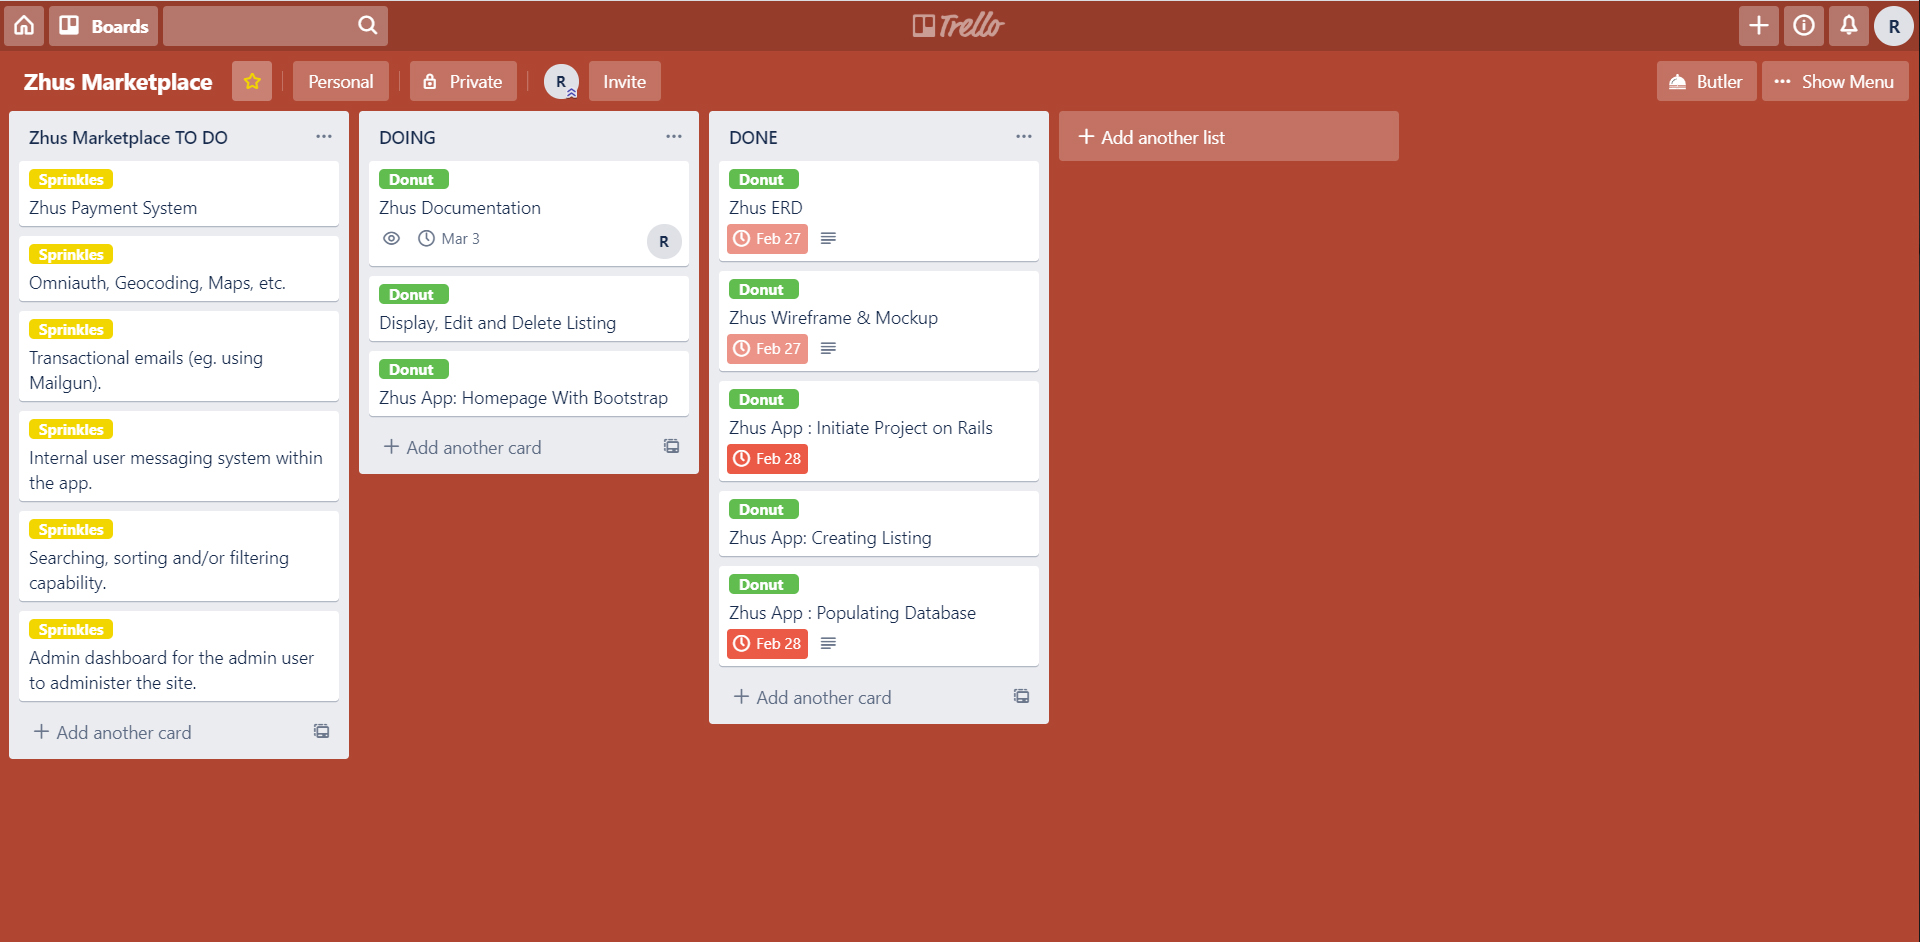 Boards
Trello
R
Zhus Marketplace
Personal
Private
R
Invite
Butler
Show Menu
Zhus Marketplace TO DO
Sprinkles
Zhus Payment System
Sprinkles
Omniauth, Geocoding, Maps, etc.
Sprinkles
Transactional emails (eg. using
Mailgun).
Sprinkles
Internal user messaging system within
the app.
Sprinkles
Searching, sorting and/or filtering
capability.
Sprinkles
Admin dashboard for the admin user
to administer the site.
+ Add another card
DOING
Donut
Zhus Documentation
Mar 3
R
Donut
Display, Edit and Delete Listing
Donut
Zhus App: Homepage With Bootstrap
+ Add another card
DONE
Donut
Zhus ERD
Feb 27
Donut
Zhus Wireframe & Mockup
Feb 27
Donut
Zhus App : Initiate Project on Rails
Feb 28
Donut
Zhus App: Creating Listing
Donut
Zhus App : Populating Database
Feb 28
+ Add another card
+ Add another list